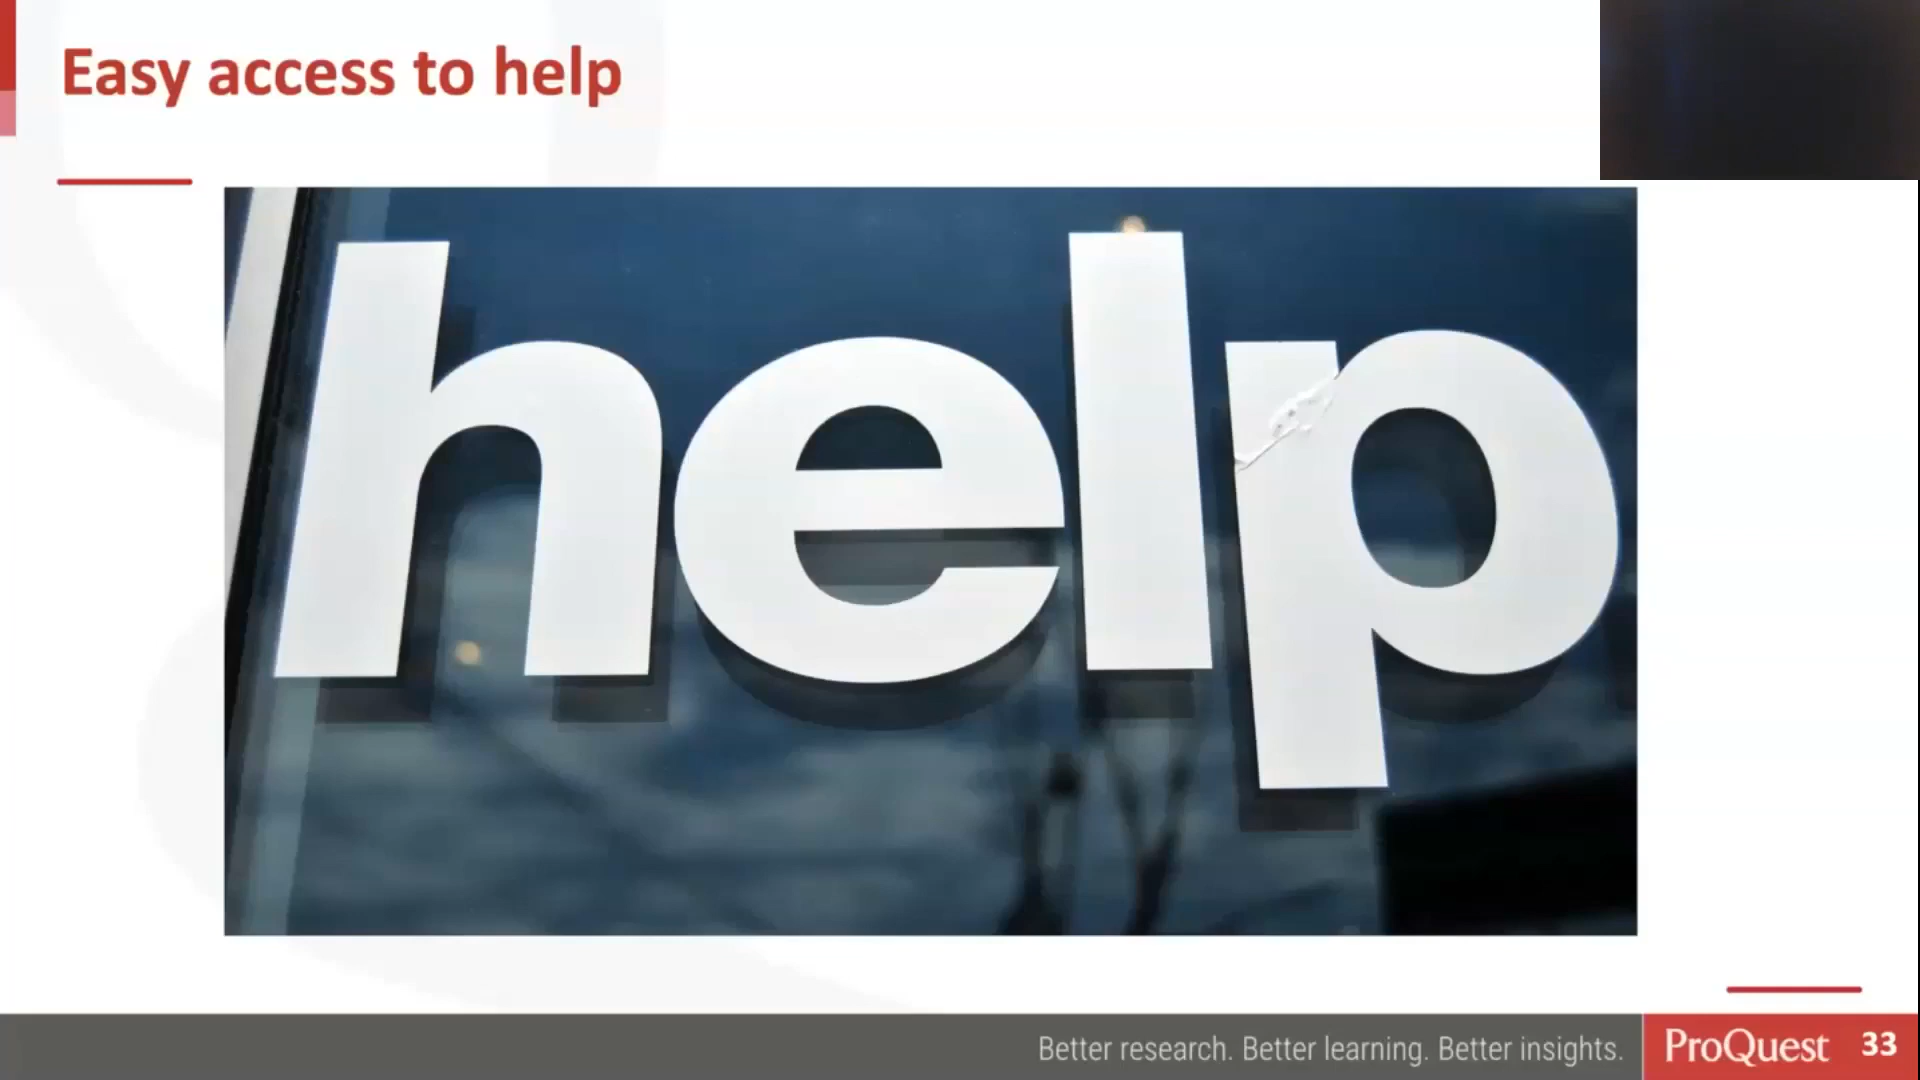 Easy access to help
help
Better research. Better learning. Better insights.
ProQuest 33